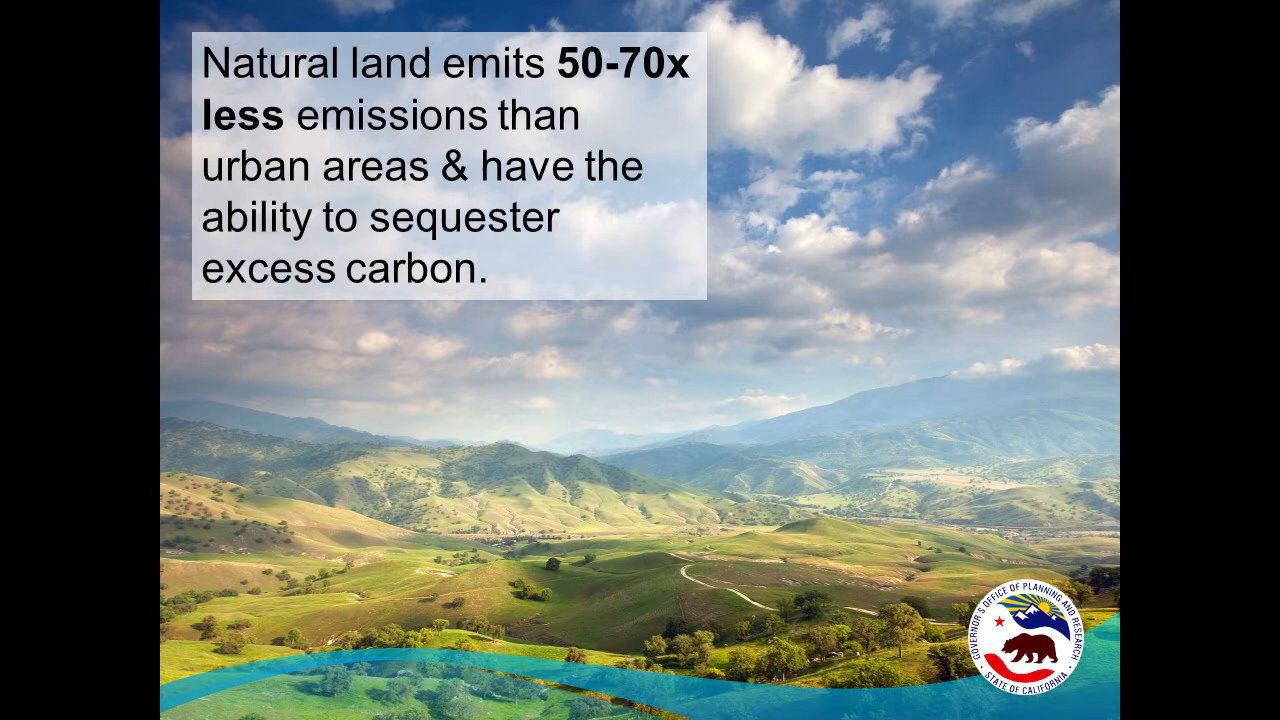 Natural land emits 50-70x
less emissions than
urban areas & have the
ability to sequester
excess carbon.
GOVERNOR'S OFFICE OF PLANNING AND RESEARCH
STATE OF CALIFORNIA